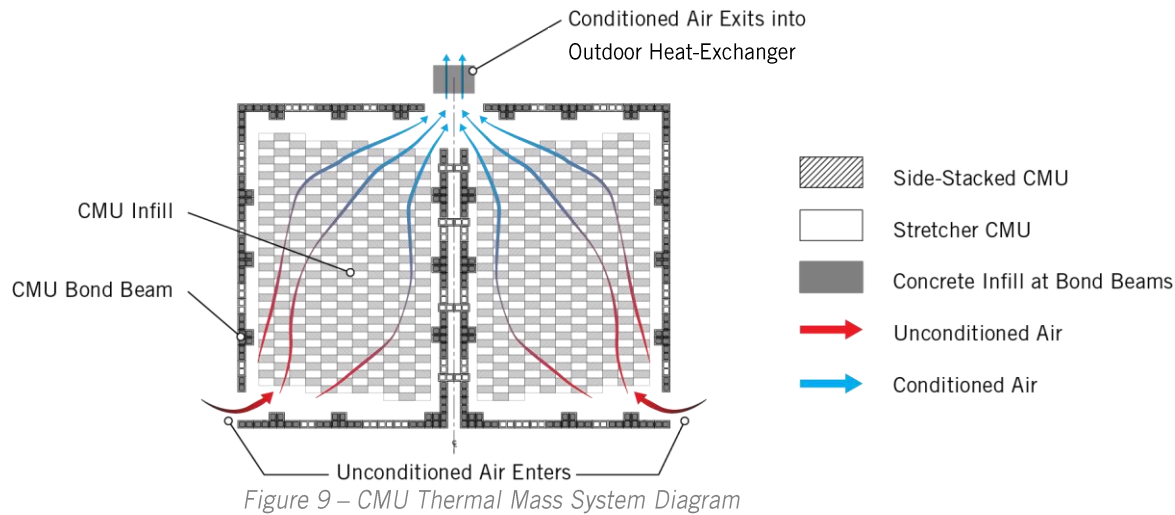 Conditioned Air Exits into
Outdoor Heat-Exchanger
CMU Infill
CMU Bond Beam
Unconditioned Air Enters
Side-Stacked CMU
Stretcher CMU
Concrete Infill at Bond Beams
Unconditioned Air
Conditioned Air
Figure 9 – CMU Thermal Mass System Diagram